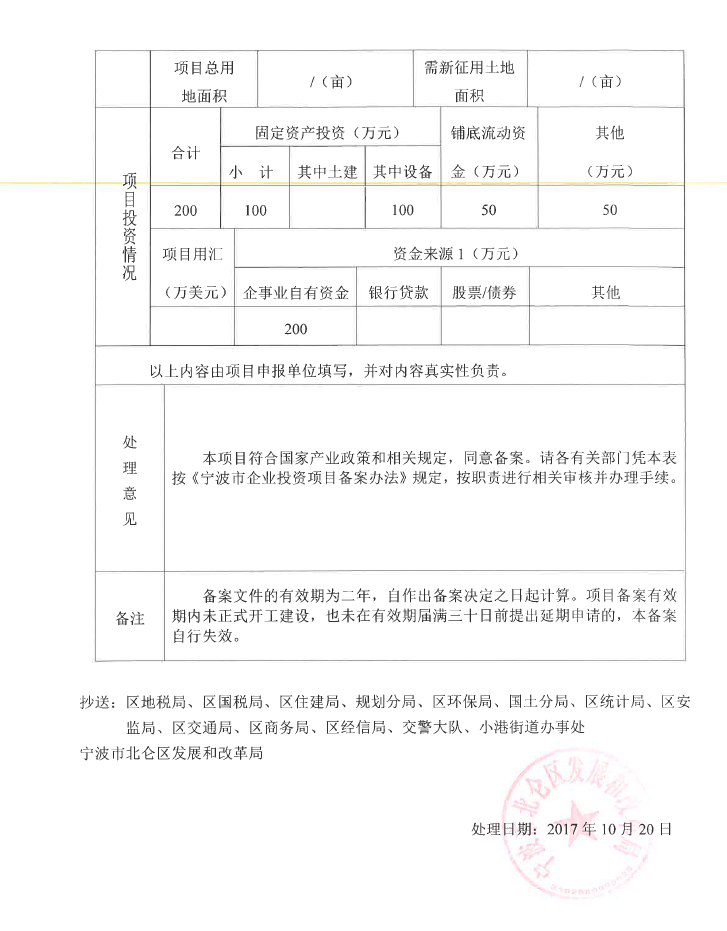 项目总用
地面积
/（亩）
需新征用土地
面积
/（亩）
项目投资情况
合计
固定资产投资（万元）
铺底流动资
金（万元）
其他
（万元）
小 计
其中土建
其中设备
200
100
100
50
50
项目用汇
（万美元）
资金来源 1（万元）
企事业自有资金
银行贷款
股票/债券
其他
200
以上内容由项目申报单位填写，并对内容真实性负责。
处
理
意
见
本项目符合国家产业政策和相关规定，同意备案。请各有关部门凭本表
按《宁波市企业投资项目备案办法》规定，按职责进行相关审核并办理手续。
备注
备案文件的有效期为二年，自作出备案决定之日起计算。项目备案有效
期内未正式开工建设，也未在有效期届满三十日前提出延期申请的，本备案
自行失效。
抄送：区地税局、区国税局、区住建局、规划分局、区环保局、国土分局、区统计局、区安
监局、区交通局、区商务局、区经信局、交警大队、小港街道办事处
宁波市北仑区发展和改革局
处理日期：2017 年 10 月 20 日
宁波市北仑区发展和改革局